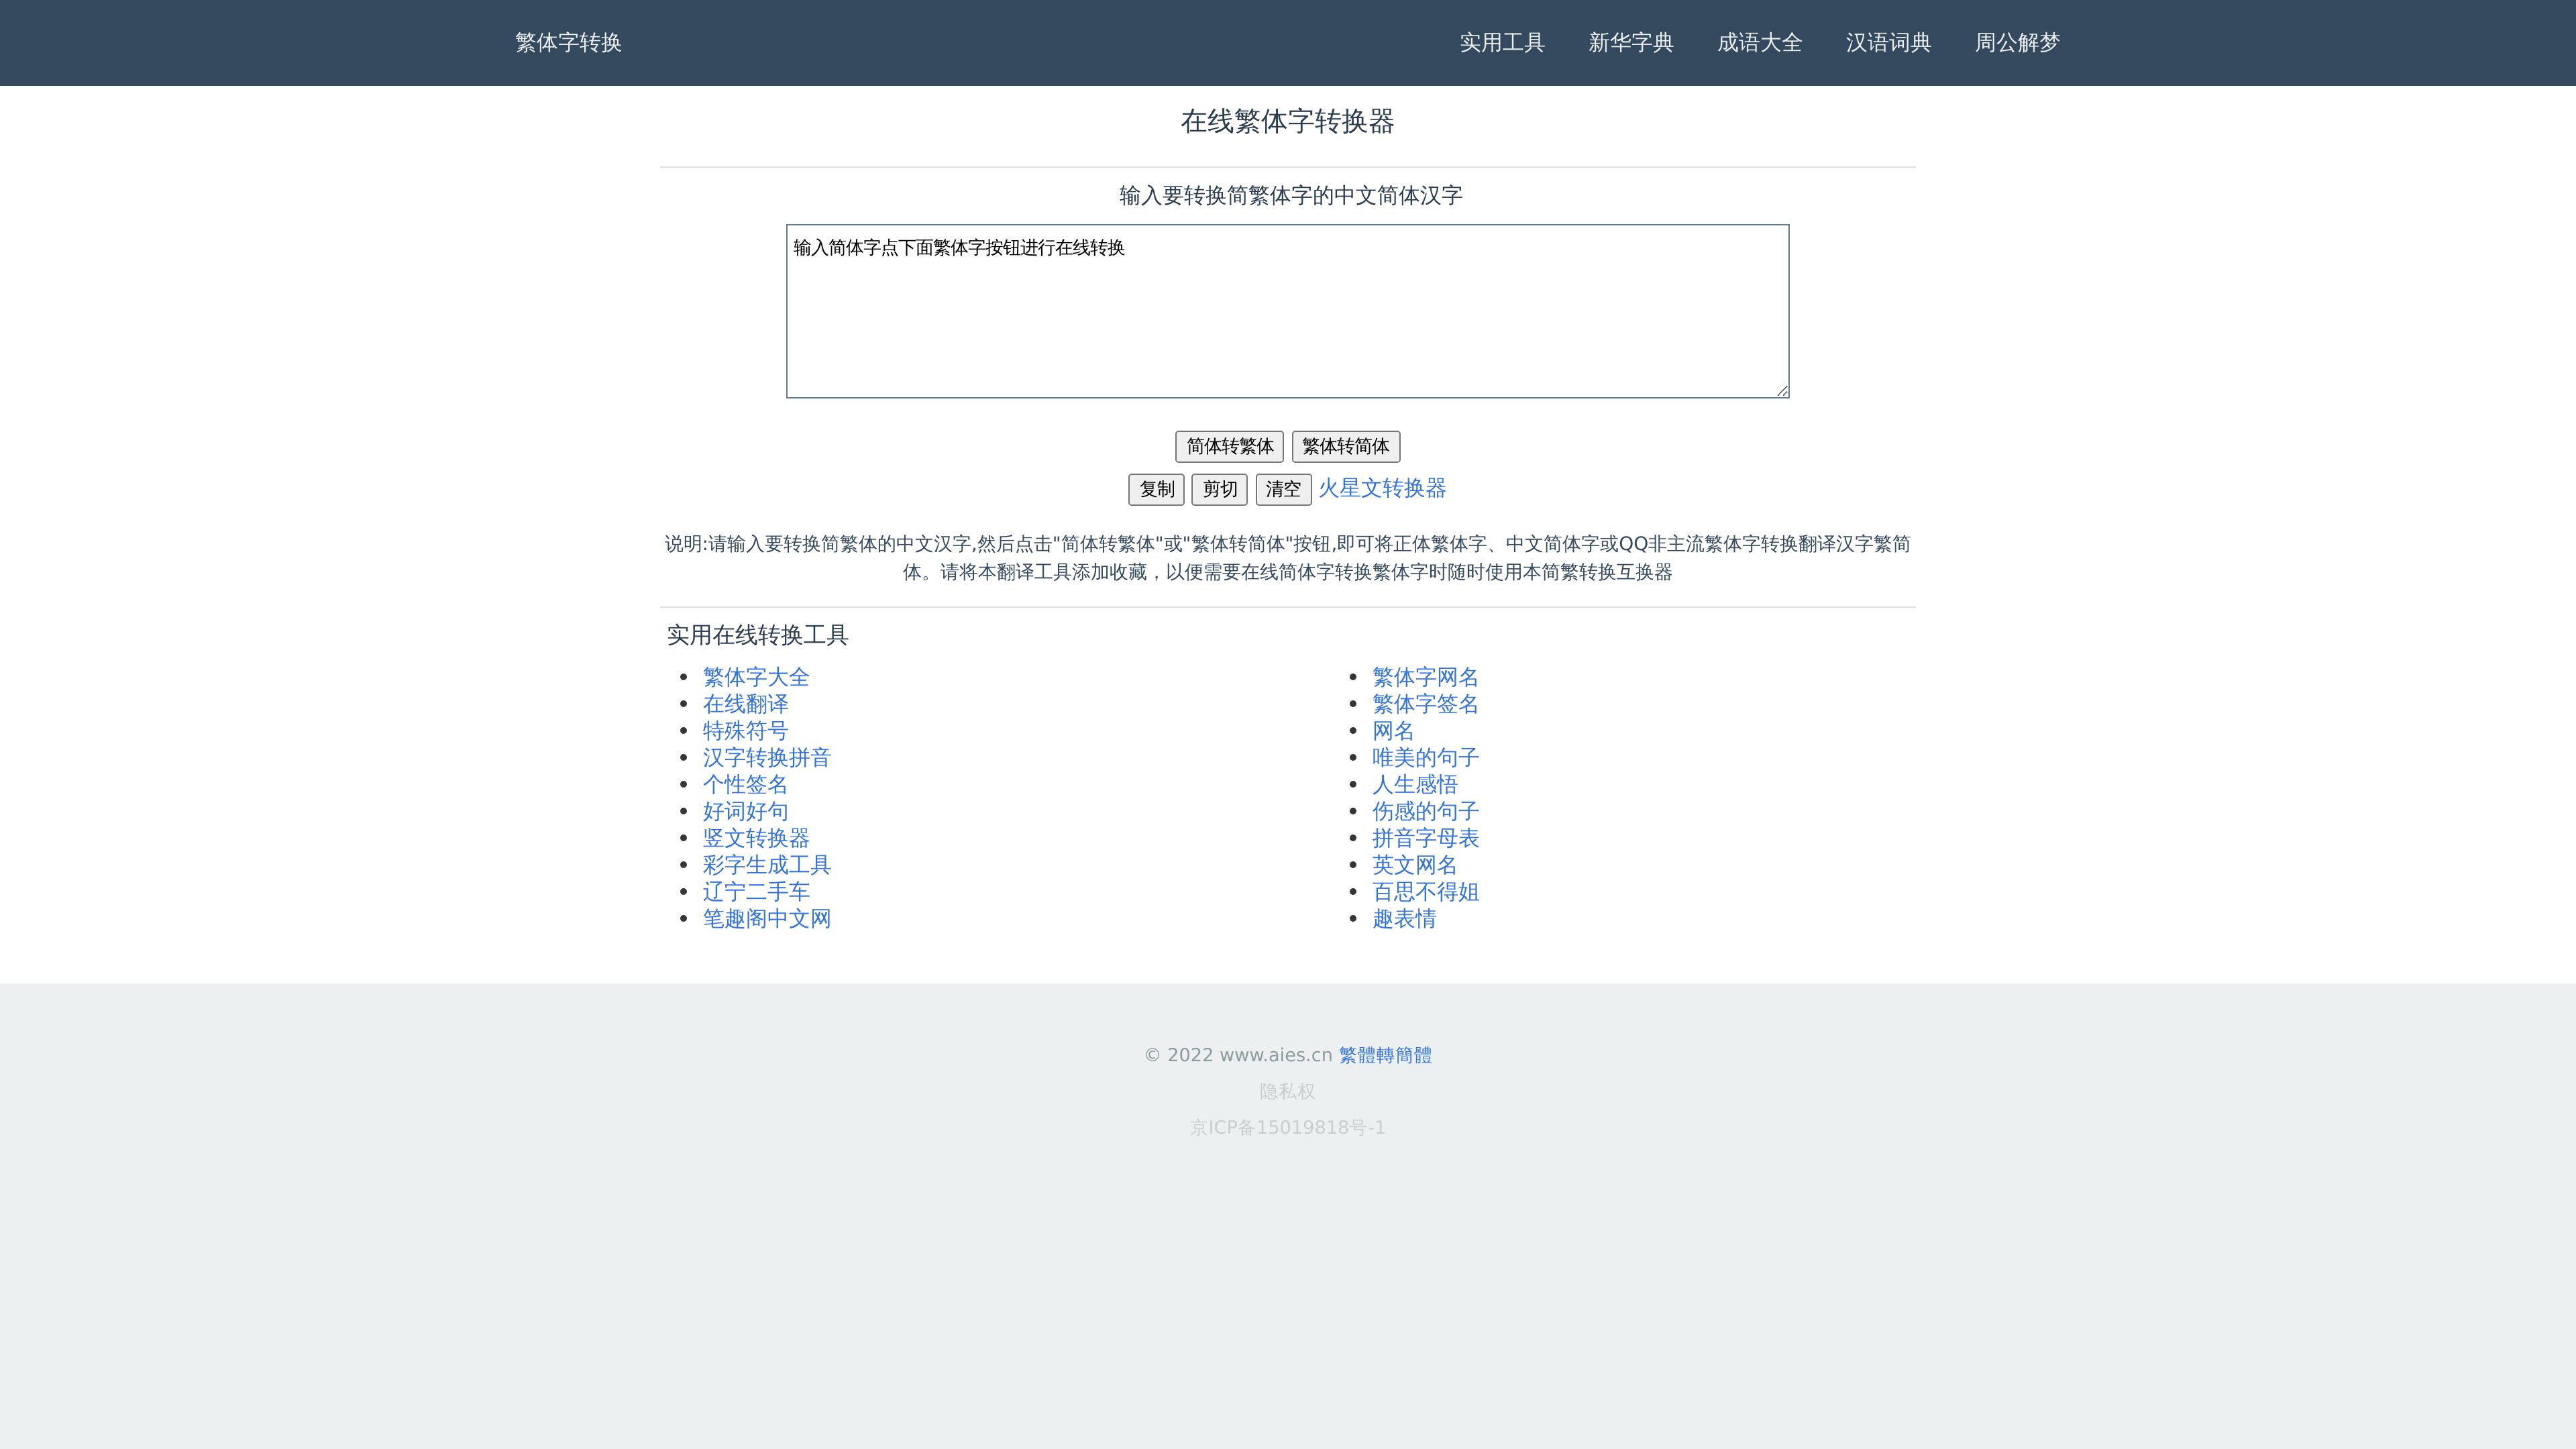 繁体字转换
实用工具 新华字典 成语大全 汉语词典 周公解梦
在线繁体字转换器
输入要转换简繁体字的中文简体汉字
输入简体字点下面繁体字按钮进行在线转换
简体转繁体 繁体转简体
复制 剪切 清空 火星文转换器
说明:请输入要转换简繁体的中文汉字,然后点击"简体转繁体"或"繁体转简体"按钮,即可将正体繁体字、中文简体字或QQ非主流繁体字转换翻译汉字繁简
体。请将本翻译工具添加收藏，以便需要在线简体字转换繁体字时随时使用本简繁转换互换器
实用在线转换工具
繁体字大全
在线翻译
特殊符号
汉字转换拼音
个性签名
好词好句
竖文转换器
彩字生成工具
辽宁二手车
笔趣阁中文网
繁体字网名
繁体字签名
网名
唯美的句子
人生感悟
伤感的句子
拼音字母表
英文网名
百思不得姐
趣表情
© 2022 www.aies.cn 繁體轉簡體
隐私权
京ICP备15019818号-1